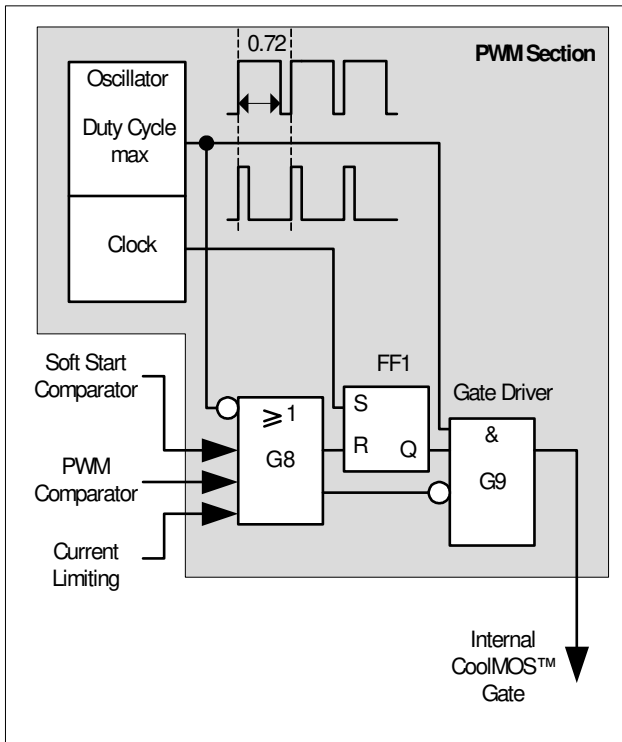 0.72
PWM Section
Oscillator
Duty Cycle
max
Clock
Soft Start
Comparator
PWM
Comparator
Current
Limiting
≥1
G8
FF1
S
R
Q
Gate Driver
&
G9
Internal
CoolMOS™
Gate